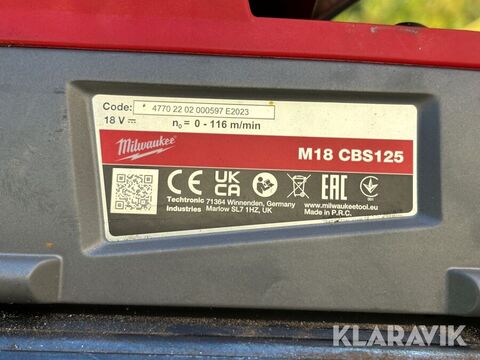 Code: * 4770 22 02 000597 E2023
18 V n₀ = 0 - 116 m/min
Milwaukee
M18 CBS125
CE UK CA EAC
Techtronic Industries
71364 Winnenden, Germany
Marlow SL7 1HZ, UK
www.milwaukeetool.eu
Made in P.R.C.
001
KLARAVIK